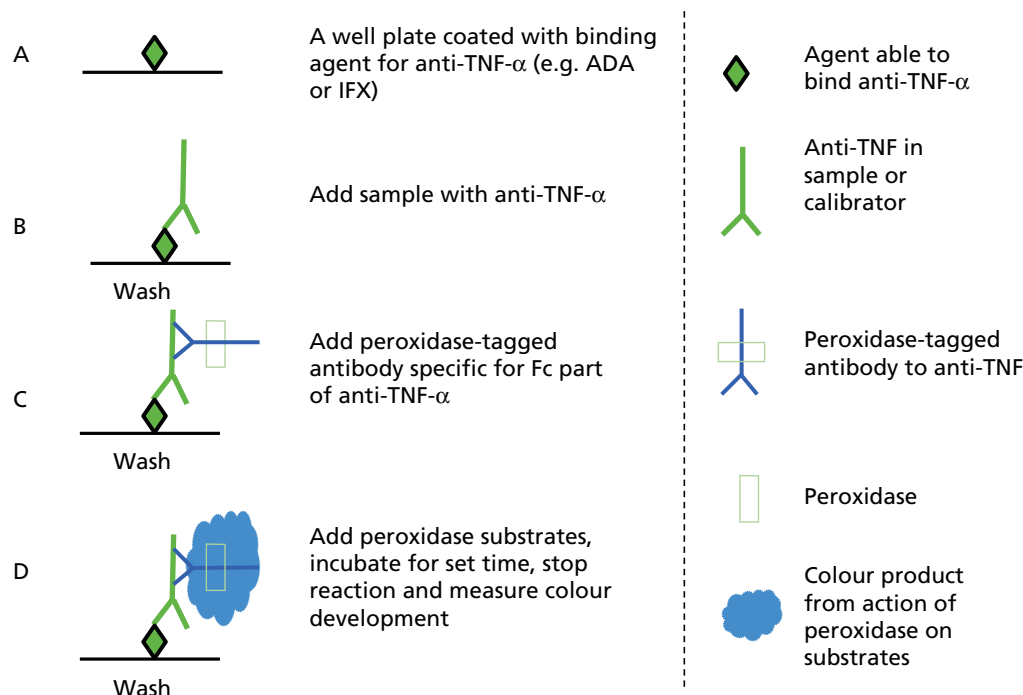 A
A well plate coated with binding
agent for anti-TNF-α (e.g. ADA
or IFX)
B
Add sample with anti-TNF-α
Wash
C
Add peroxidase-tagged
antibody specific for Fc part
of anti-TNF-α
Wash
D
Add peroxidase substrates,
incubate for set time, stop
reaction and measure colour
development
Wash
Agent able to
bind anti-TNF-α
Anti-TNF in
sample or
calibrator
Peroxidase-tagged
antibody to anti-TNF
Peroxidase
Colour product
from action of
peroxidase on
substrates